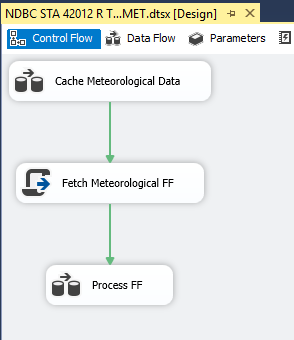 NDBC STA 42012 R T...MET.dtsx [Design]
Control Flow
Data Flow
Parameters
Cache Meteorological Data
Fetch Meteorological FF
Process FF